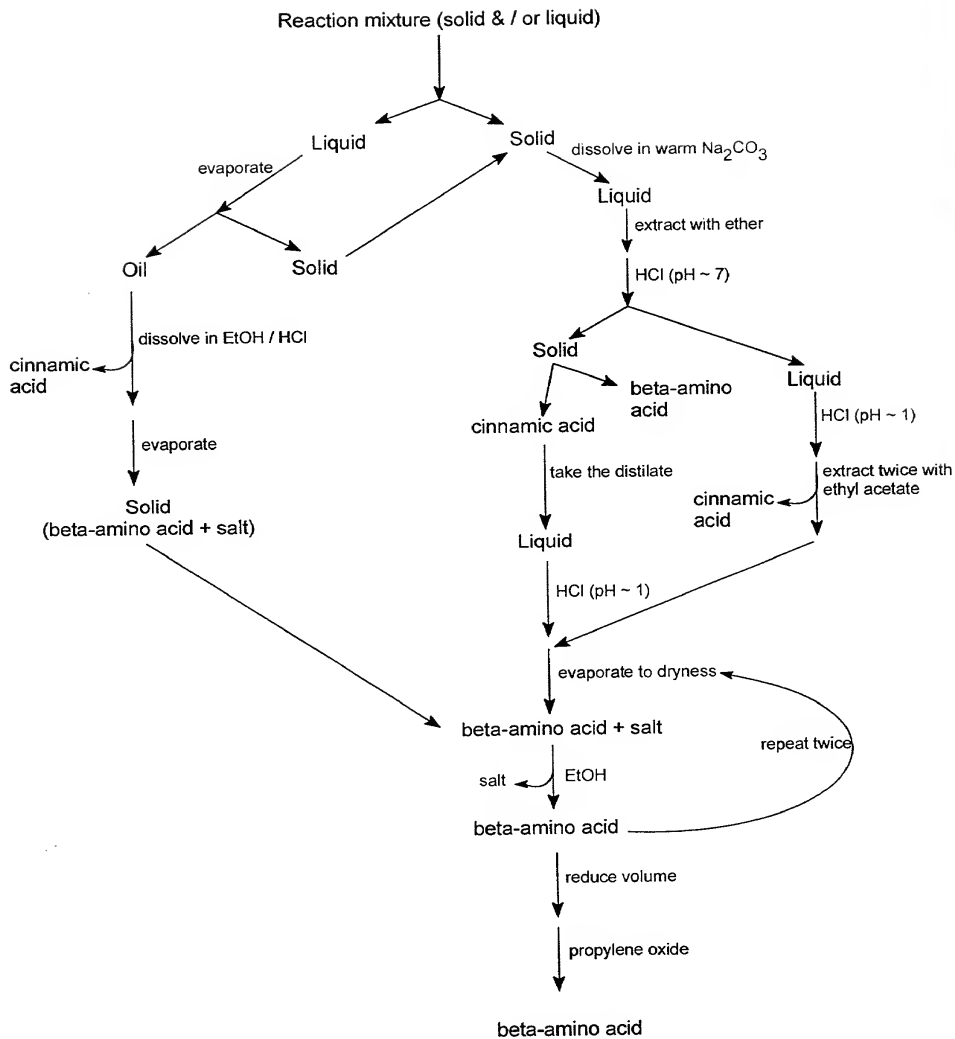 Reaction mixture (solid & / or liquid)
Liquid
Solid
dissolve in warm Na2CO3
evaporate
Liquid
extract with ether
Oil
Solid
HCl (pH ~ 7)
dissolve in EtOH / HCl
cinnamic
acid
Solid
beta-amino
acid
Liquid
HCl (pH ~ 1)
cinnamic acid
evaporate
take the distilate
extract twice with
ethyl acetate
cinnamic
acid
Solid
(beta-amino acid + salt)
Liquid
HCl (pH ~ 1)
evaporate to dryness
beta-amino acid + salt
repeat twice
salt
EtOH
beta-amino acid
reduce volume
propylene oxide
beta-amino acid